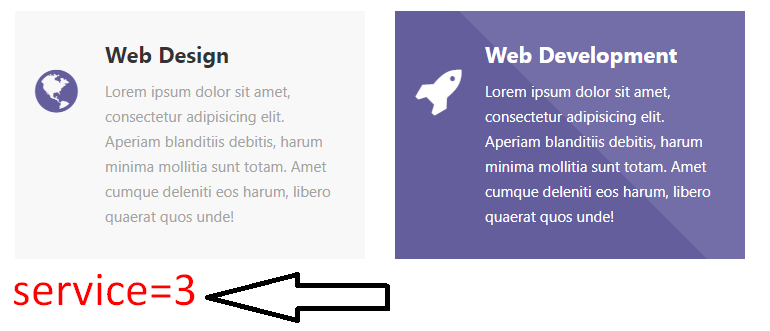 Web Design
Lorem ipsum dolor sit amet,
consectetur adipisicing elit.
Aperiam blanditiis debitis, harum
minima mollitia sunt totam. Amet
cumque deleniti eos harum, libero
quaerat quos unde!
Web Development
Lorem ipsum dolor sit amet,
consectetur adipisicing elit.
Aperiam blanditiis debitis, harum
minima mollitia sunt totam. Amet
cumque deleniti eos harum, libero
quaerat quos unde!
service=3